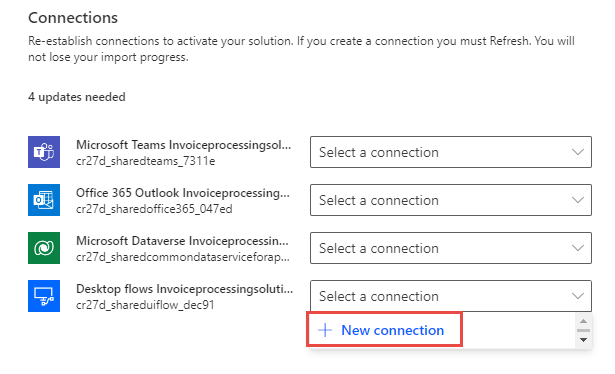 Connections
Re-establish connections to activate your solution. If you create a connection you must Refresh. You will
not lose your import progress.
4 updates needed
Microsoft Teams Invoiceprocessingsol...
cr27d_sharedteams_7311e
Select a connection
Office 365 Outlook Invoiceprocessing...
cr27d_sharedoffice365_047ed
Select a connection
Microsoft Dataverse Invoiceprocessin...
cr27d_sharedcommondataserviceforap...
Select a connection
Desktop flows Invoiceprocessingsoluti...
cr27d_shareduiflow_dec91
Select a connection
New connection